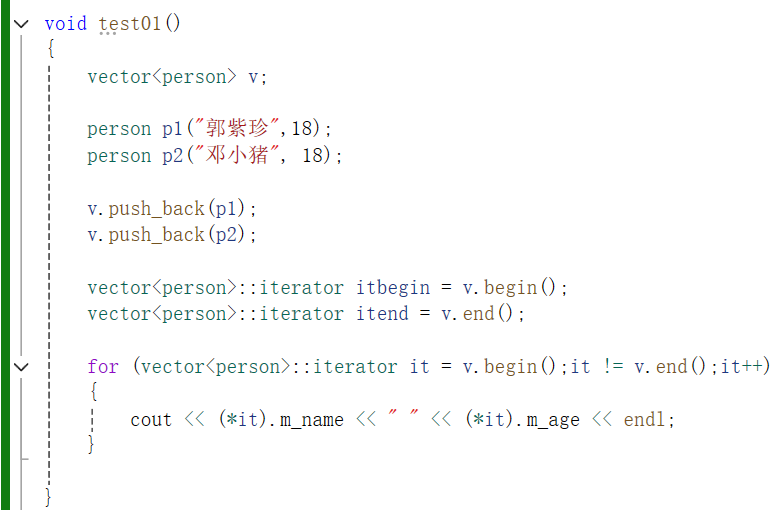 void test01()
{
vector<person> v;
person p1("郭紫珍",18);
person p2("邓小猪", 18);
v.push_back(p1);
v.push_back(p2);
vector<person>::iterator itbegin = v.begin();
vector<person>::iterator itend = v.end();
for (vector<person>::iterator it = v.begin();it != v.end();it++)
{
cout << (*it).m_name << " " << (*it).m_age << endl;
}
}